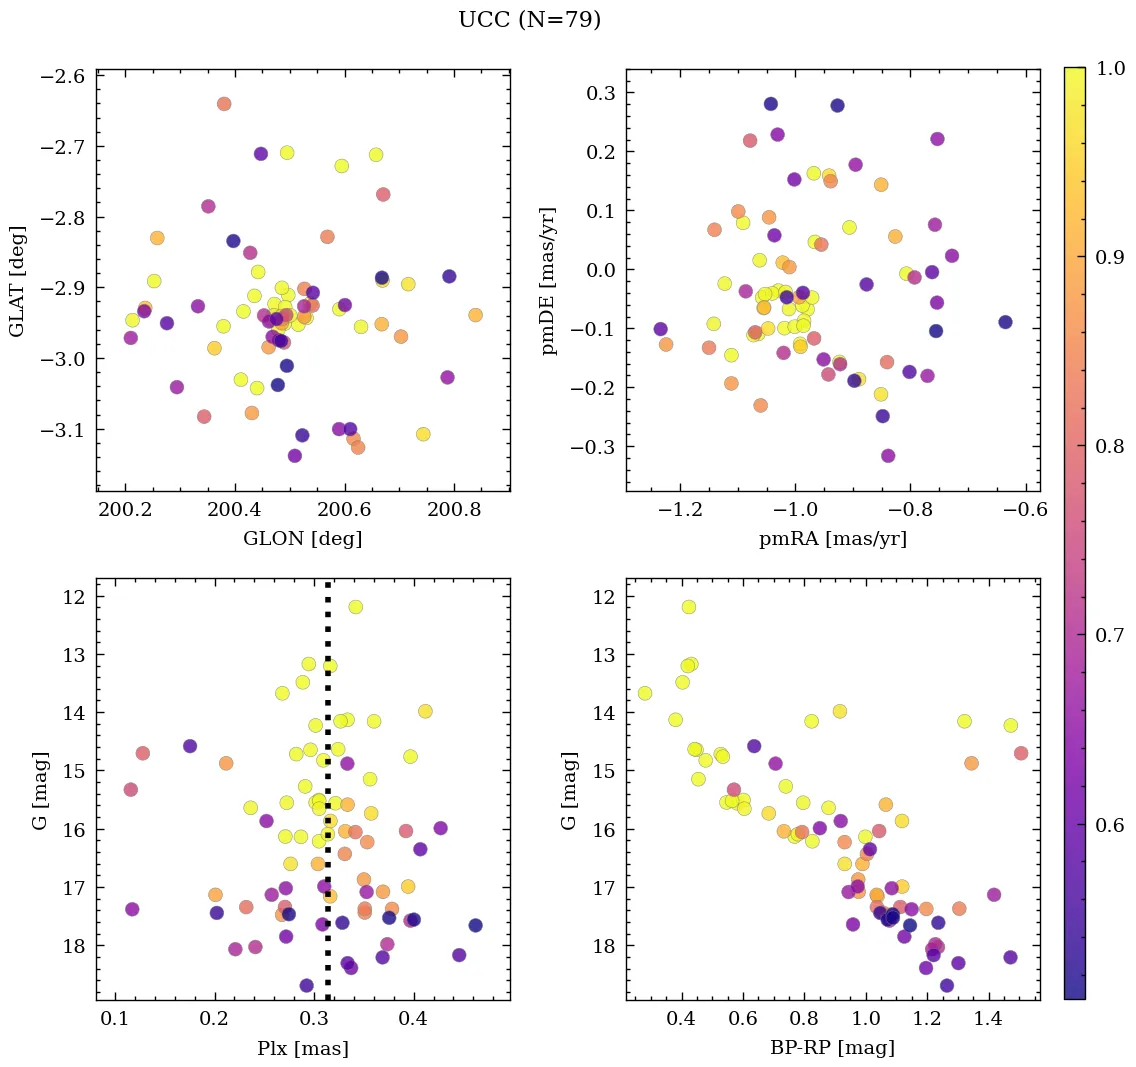 UCC (N=79)
−2.6
−2.7
−2.8
−2.9
−3.0
−3.1
GLAT [deg]
200.2 200.4 200.6 200.8
GLON [deg]
0.3
0.2
0.1
0.0
−0.1
−0.2
−0.3
pmDE [mas/yr]
−1.2 −1.0 −0.8 −0.6
pmRA [mas/yr]
12
13
14
15
16
17
18
G [mag]
0.1 0.2 0.3 0.4
Plx [mas]
12
13
14
15
16
17
18
G [mag]
0.4 0.6 0.8 1.0 1.2 1.4
BP-RP [mag]
1.0
0.9
0.8
0.7
0.6